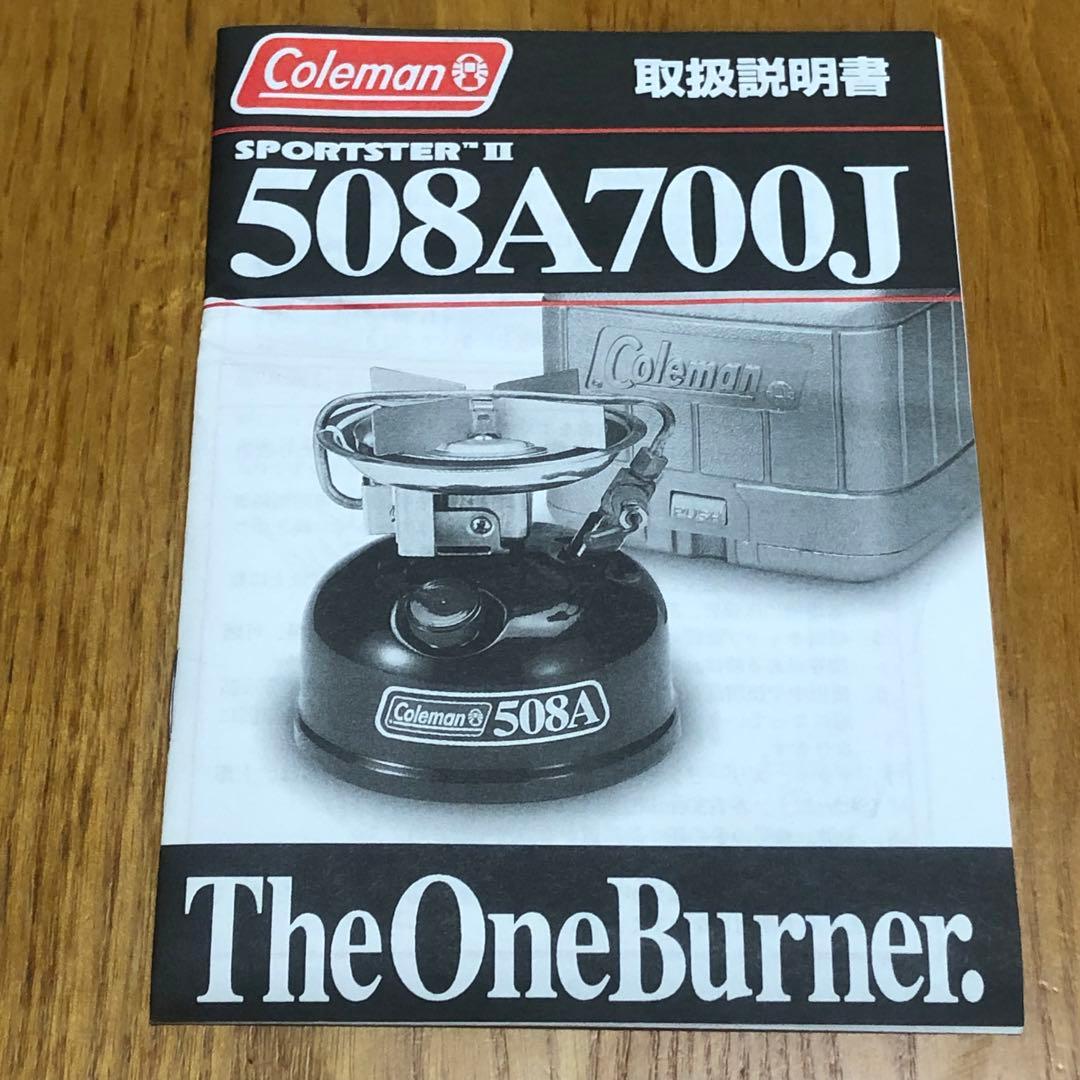 Coleman
取扱説明書
SPORTSTER™ II
508A700J
Coleman
PUSH
Coleman 508A
TheOneBurner.